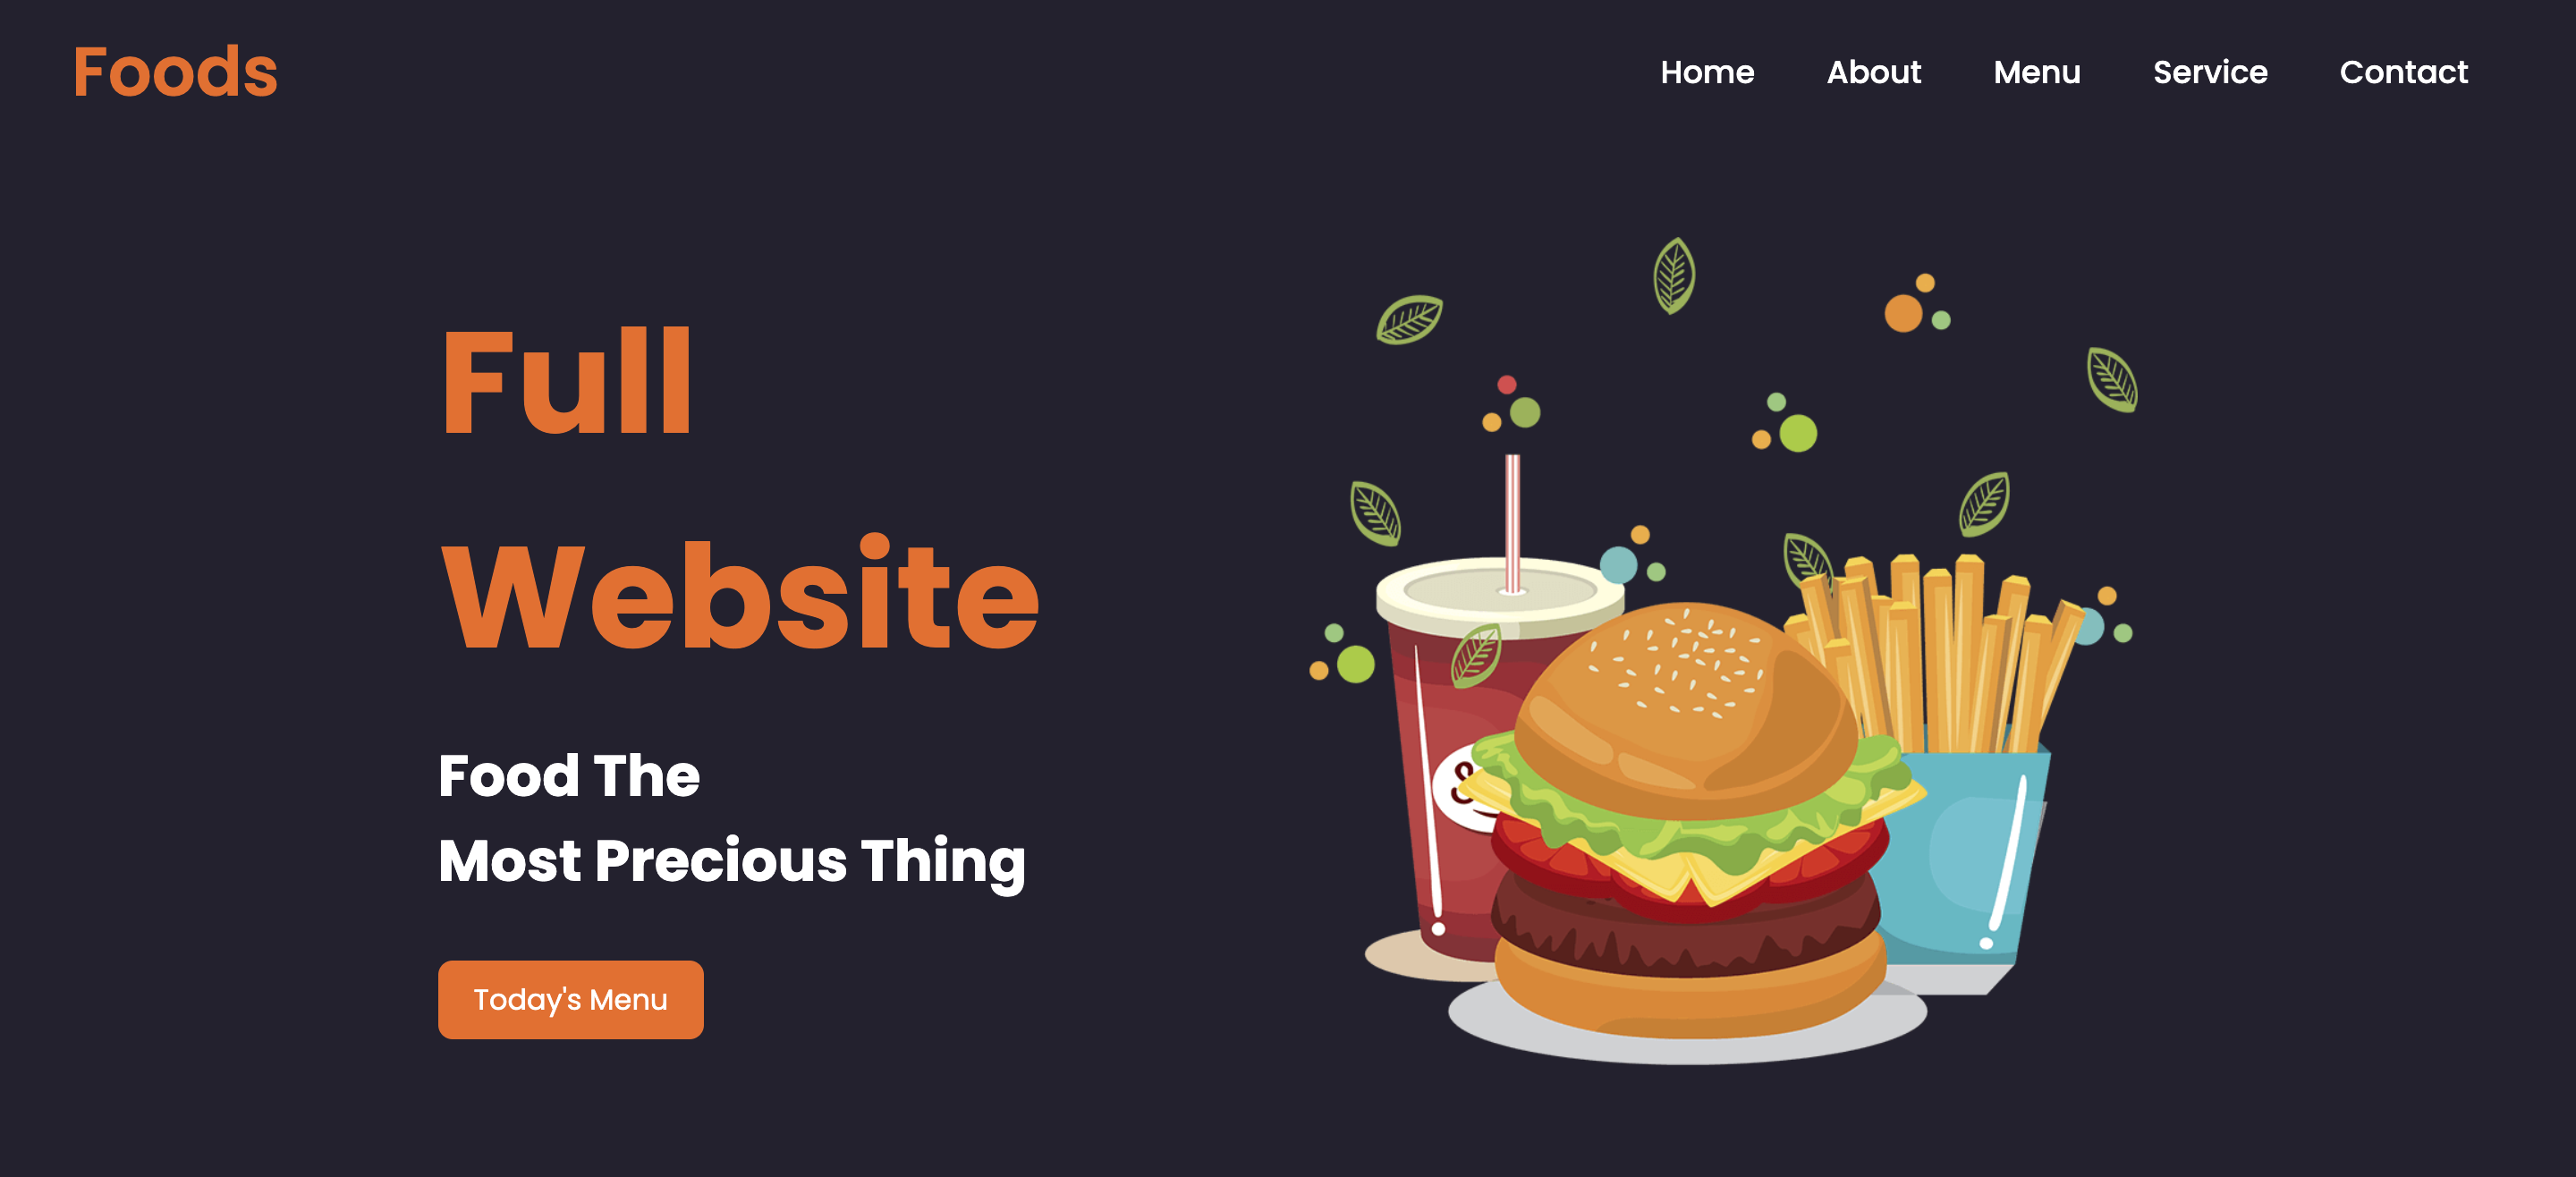 Foods
Home About Menu Service Contact
Full
Website
Food The
Most Precious Thing
Today's Menu